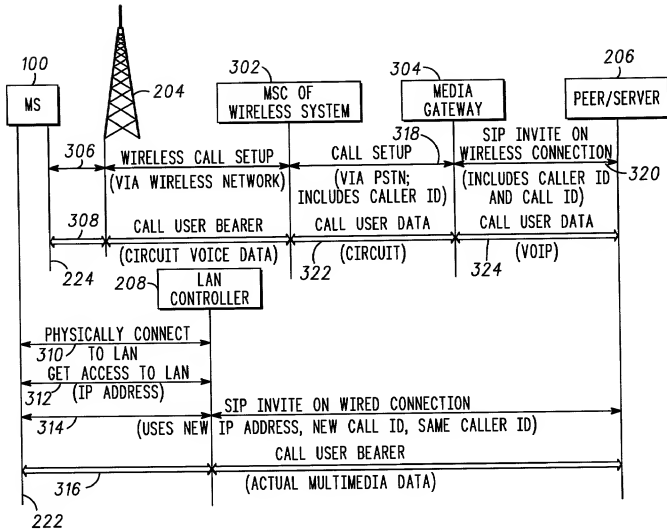 100
MS
204
302
MSC OF
WIRELESS SYSTEM
304
MEDIA
GATEWAY
206
PEER/SERVER
306
WIRELESS CALL SETUP
(VIA WIRELESS NETWORK)
318
CALL SETUP
(VIA PSTN;
INCLUDES CALLER ID)
SIP INVITE ON
WIRELESS CONNECTION
320
(INCLUDES CALLER ID
AND CALL ID)
308
CALL USER BEARER
(CIRCUIT VOICE DATA)
CALL USER DATA
322
(CIRCUIT)
CALL USER DATA
324
(VOIP)
224
208
LAN
CONTROLLER
PHYSICALLY CONNECT
310
TO LAN
GET ACCESS TO LAN
312
(IP ADDRESS)
314
SIP INVITE ON WIRED CONNECTION
(USES NEW IP ADDRESS, NEW CALL ID, SAME CALLER ID)
CALL USER BEARER
316
(ACTUAL MULTIMEDIA DATA)
222